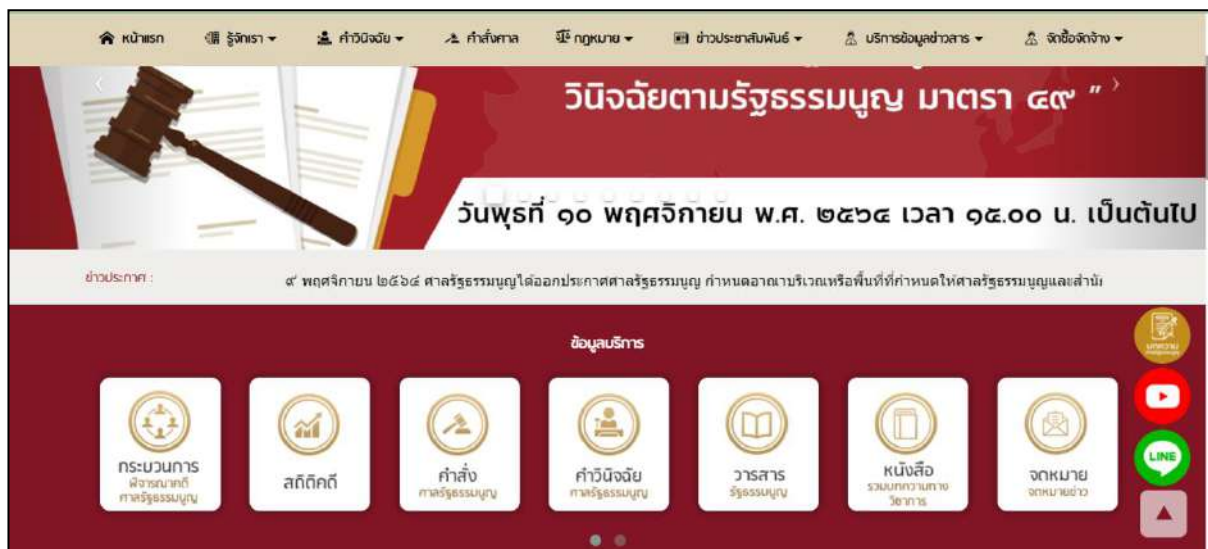 หน้าแรก รู้จักเรา คำวินิจฉัย คำสั่งศาล กฎหมาย ข่าวประชาสัมพันธ์ บริการข้อมูลข่าวสาร จัดซื้อจัดจ้าง
วินิจฉัยตามรัฐธรรมนูญ มาตรา ๔๙ "
วันพุธที่ ๑๐ พฤศจิกายน พ.ศ. ๒๕๖๔ เวลา ๑๕.๐๐ น. เป็นต้นไป
ข่าวประกาศ : ๙ พฤศจิกายน ๒๕๖๔ ศาลรัฐธรรมนูญได้ออกประกาศศาลรัฐธรรมนูญ กำหนดอาณาบริเวณหรือพื้นที่ที่กำหนดให้ศาลรัฐธรรมนูญและสำนั
ข้อมูลบริการ
บทความ
LINE
กระบวนการ
พิจารณาคดี
ศาลรัฐธรรมนูญ
สถิติคดี
คำสั่ง
ศาลรัฐธรรมนูญ
คำวินิจฉัย
ศาลรัฐธรรมนูญ
วารสาร
รัฐธรรมนูญ
หนังสือ
รวมบทความทาง
วิชาการ
จดหมาย
จดหมายข่าว